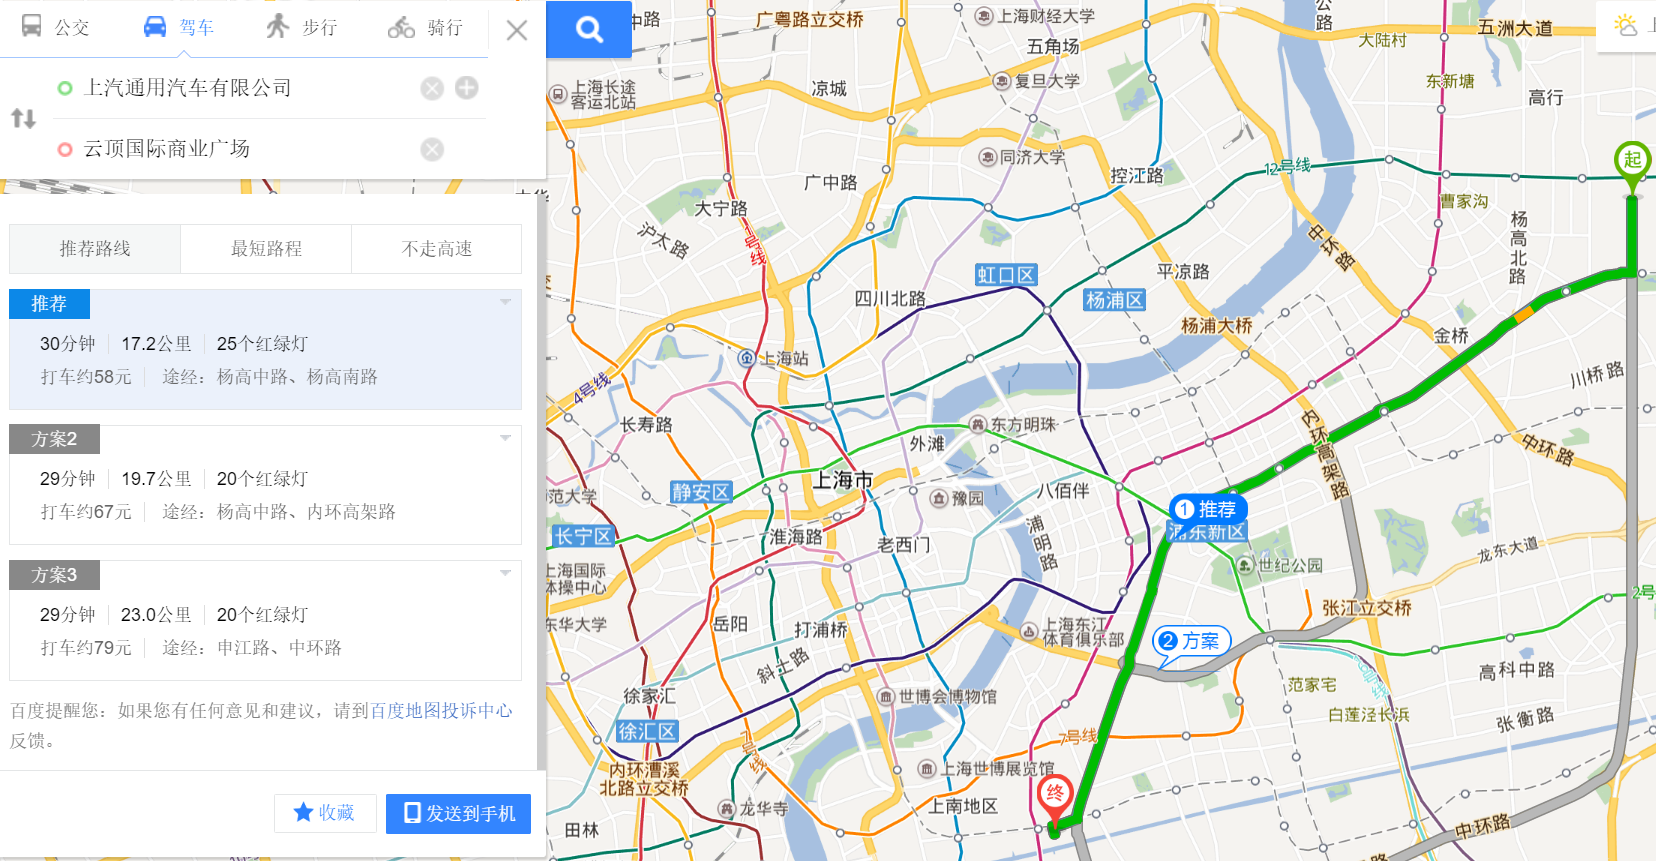 公交
驾车
步行
骑行
上汽通用汽车有限公司
云顶国际商业广场
推荐路线
最短路程
不走高速
推荐
30分钟 17.2公里 25个红绿灯
打车约58元 途经：杨高中路、杨高南路
方案2
29分钟 19.7公里 20个红绿灯
打车约67元 途经：杨高中路、内环高架路
方案3
29分钟 23.0公里 20个红绿灯
打车约79元 途经：申江路、中环路
百度提醒您：如果您有任何意见和建议，请到百度地图投诉中心
反馈。
收藏
发送到手机
中路
广粤路立交桥
上海财经大学
公路
五洲大道
大陆村
五角场
复旦大学
东新塘
高行
上海长途
客运北站
凉城
同济大学
12号线
起
控江路
广中路
曹家沟
大宁路
杨高北路
沪太路
1号线
中环路
虹口区
平凉路
四川北路
杨浦区
杨浦大桥
金桥
上海站
川桥路
4号线
长寿路
东方明珠
外滩
内环高架路
中环路
上海市
静安区
豫园
八佰伴
范大学
1 推荐
浦东新区
长宁区
淮海路
老西门
浦明路
龙东大道
世纪公园
上海国际
体操中心
2号
张江立交桥
东华大学
岳阳
打浦桥
上海东江
体育俱乐部
2 方案
斜土路
高科中路
号线
范家宅
徐家汇
世博会博物馆
白莲泾长浜
张衡路
徐汇区
7号线
7号线
内环漕溪
北路立交桥
上海世博展览馆
终
龙华寺
上南地区
田林
中环路